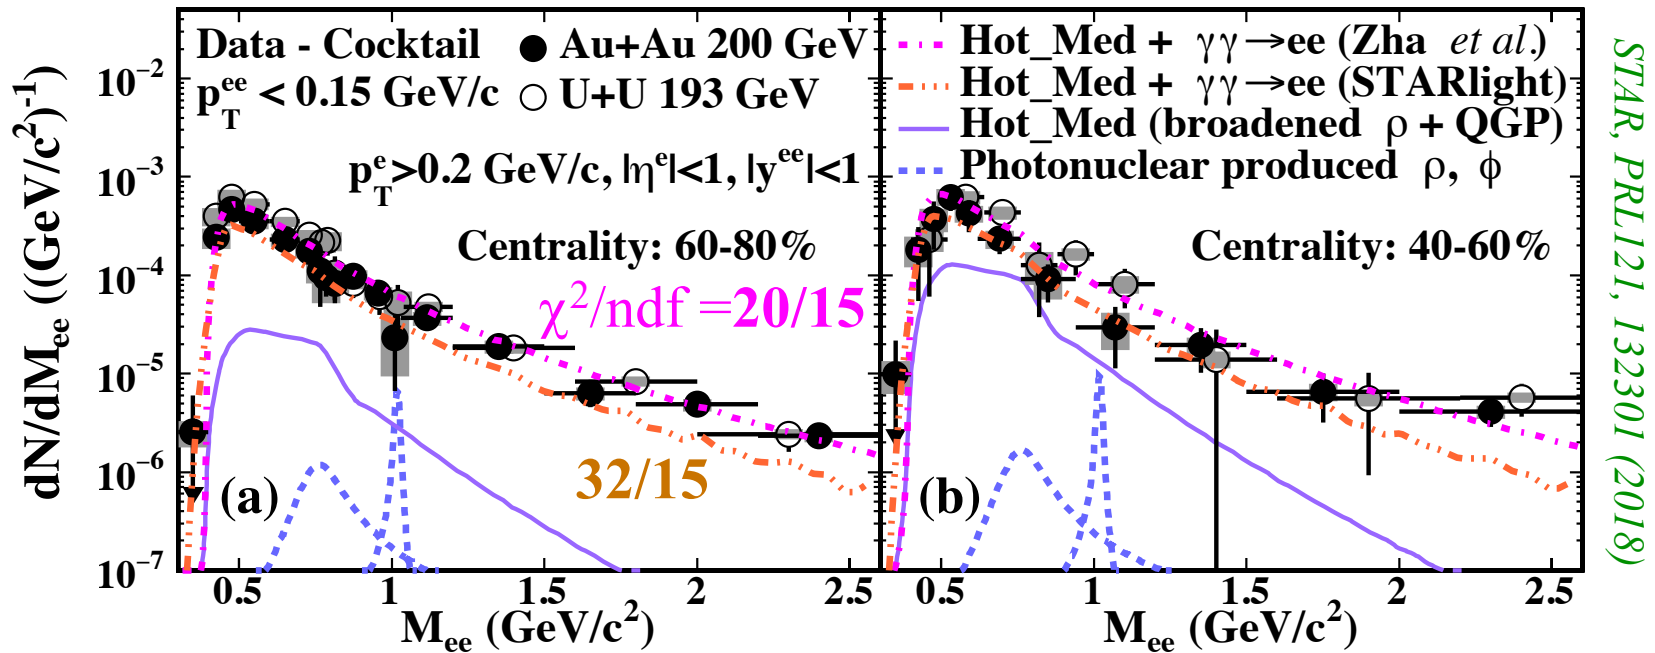 Data - Cocktail ● Au+Au 200 GeV
p_T^ee < 0.15 GeV/c ○ U+U 193 GeV
p_T^e>0.2 GeV/c, |η^e|<1, |y^ee|<1
Centrality: 60-80%
χ²/ndf =20/15
32/15
(a)
Hot_Med + γγ→ee (Zha et al.)
Hot_Med + γγ→ee (STARlight)
Hot_Med (broadened ρ + QGP)
Photonuclear produced ρ, φ
Centrality: 40-60%
(b)
dN/dM_ee ((GeV/c²)^-1)
10^-2
10^-3
10^-4
10^-5
10^-6
10^-7
0.5 1 1.5 2 2.5
0.5 1 1.5 2 2.5
M_ee (GeV/c²)
M_ee (GeV/c²)
STAR, PRL121, 132301 (2018)